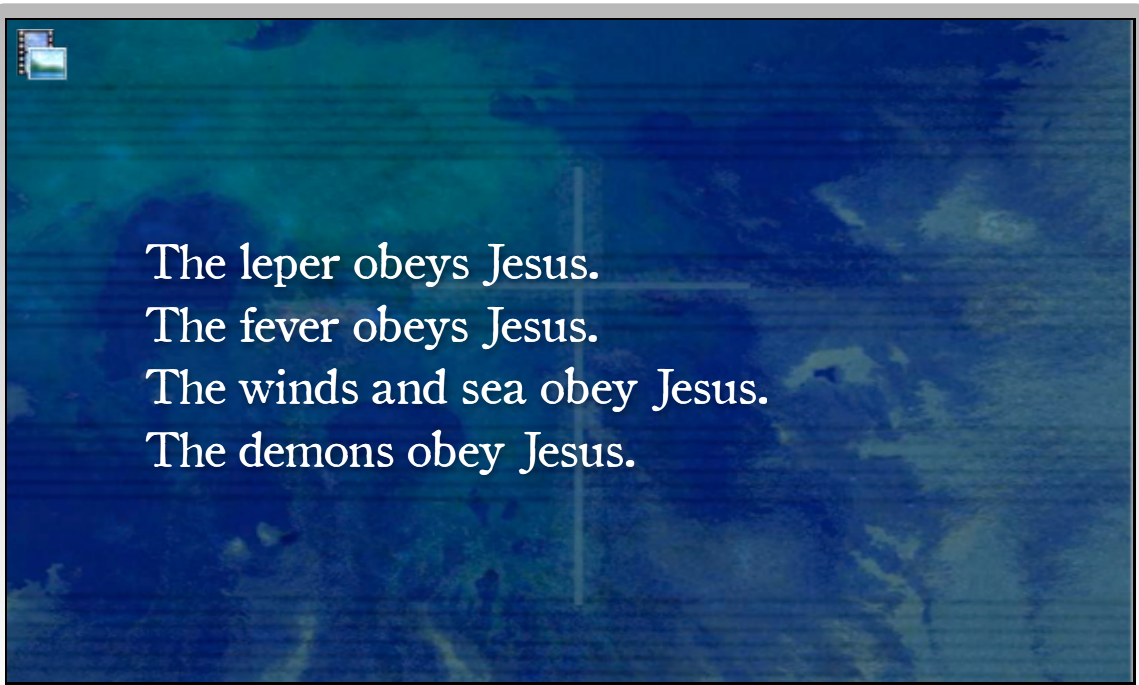 The leper obeys Jesus.
The fever obeys Jesus.
The winds and sea obey Jesus.
The demons obey Jesus.